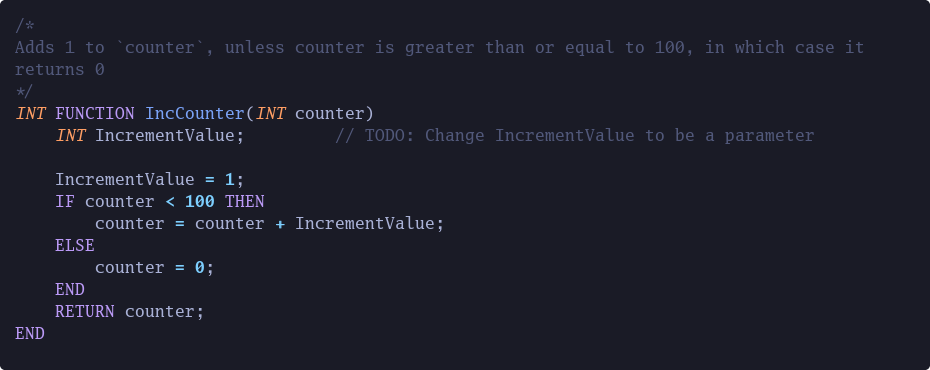 /*
Adds 1 to `counter`, unless counter is greater than or equal to 100, in which case it
returns 0
*/
INT FUNCTION IncCounter(INT counter)
    INT IncrementValue;         // TODO: Change IncrementValue to be a parameter

    IncrementValue = 1;
    IF counter < 100 THEN
        counter = counter + IncrementValue;
    ELSE
        counter = 0;
    END
    RETURN counter;
END